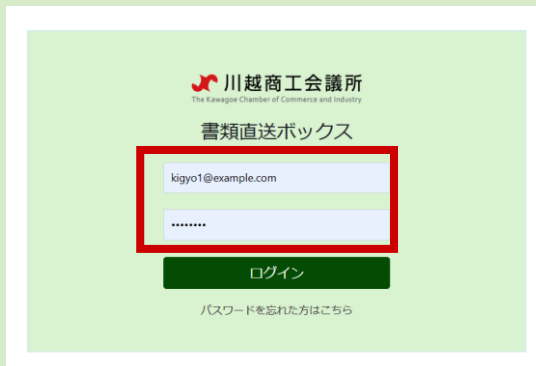 川越商工会議所
The Kawagoe Chamber of Commerce and Industry
書類直送ボックス
kigyo1@example.com
••••••••
ログイン
パスワードを忘れた方はこちら